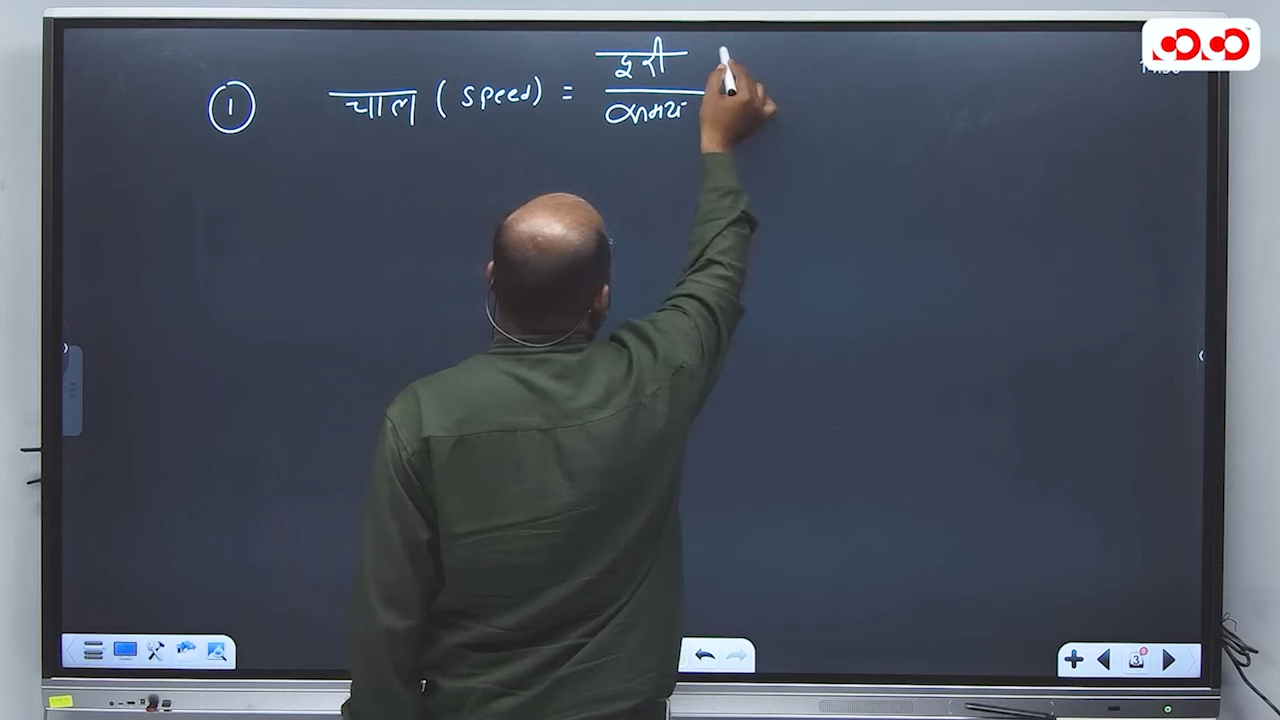 ① चाल (speed) = दूरी
समय